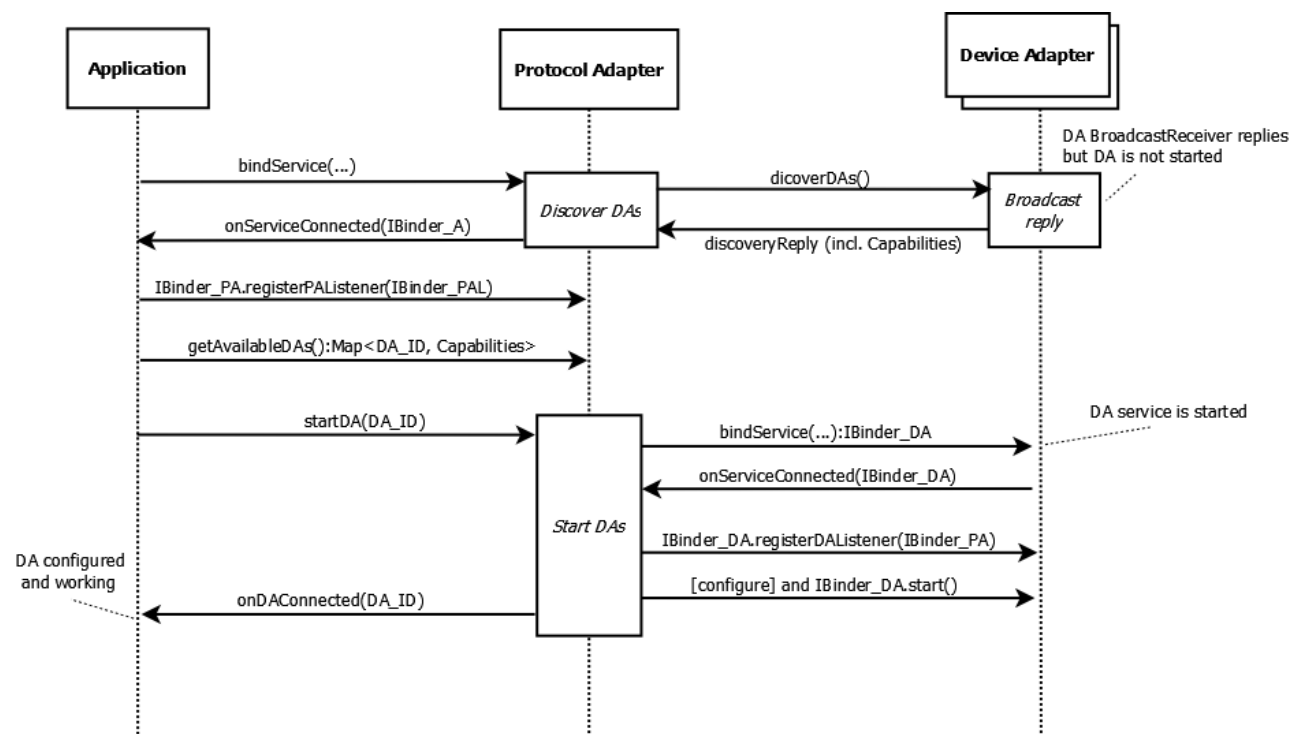 Application
Protocol Adapter
Device Adapter
DA BroadcastReceiver replies
but DA is not started
bindService(...)
dicoverDAs()
Discover DAs
Broadcast
reply
onServiceConnected(IBinder_A)
discoveryReply (incl. Capabilities)
IBinder_PA.registerPAListener(IBinder_PAL)
getAvailableDAs():Map<DA_ID, Capabilities>
startDA(DA_ID)
DA service is started
bindService(...):IBinder_DA
onServiceConnected(IBinder_DA)
Start DAs
IBinder_DA.registerDAListener(IBinder_PA)
DA configured
and working
[configure] and IBinder_DA.start()
onDAConnected(DA_ID)